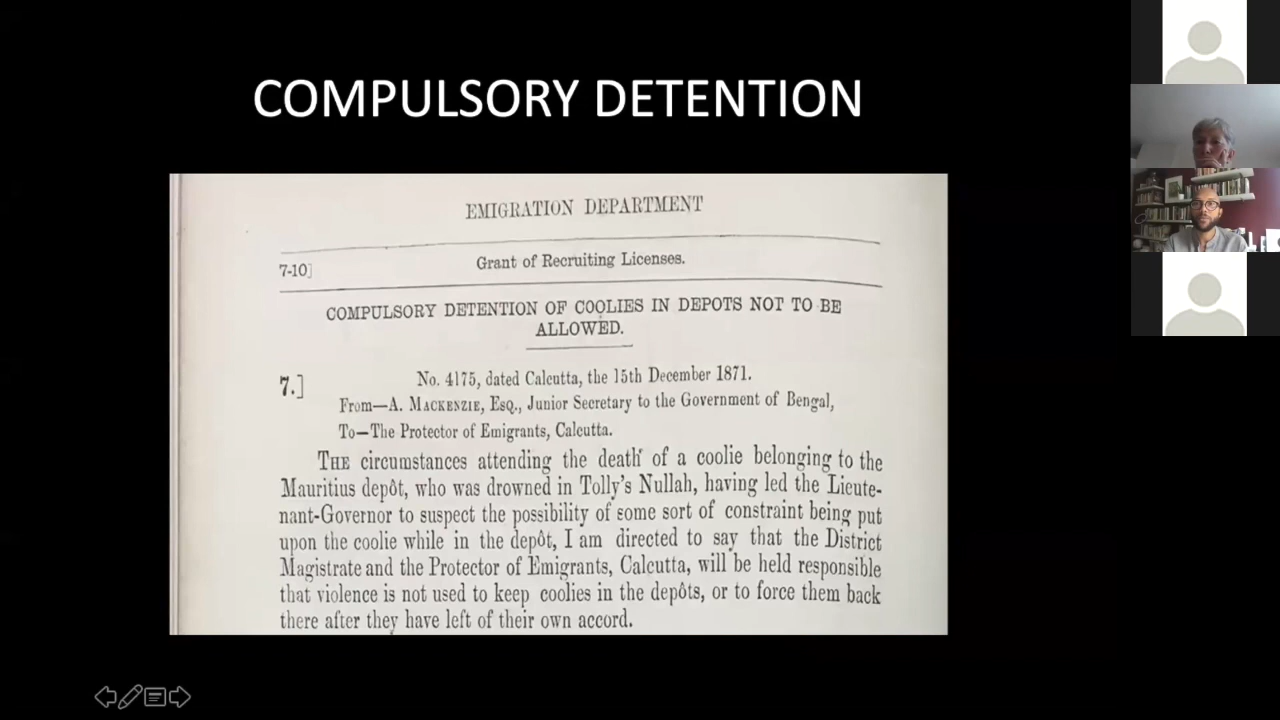 COMPULSORY DETENTION
EMIGRATION DEPARTMENT
7-10]
Grant of Recruiting Licenses.
COMPULSORY DETENTION OF COOLIES IN DEPOTS NOT TO BE
ALLOWED.
7.]
No. 4175, dated Calcutta, the 15th December 1871.
From—A. MACKENZIE, ESQ., Junior Secretary to the Government of Bengal,
To—The Protector of Emigrants, Calcutta.
THE circumstances attending the death of a coolie belonging to the
Mauritius depôt, who was drowned in Tolly's Nullah, having led the Lieute-
nant-Governor to suspect the possibility of some sort of constraint being put
upon the coolie while in the depôt, I am directed to say that the District
Magistrate and the Protector of Emigrants, Calcutta, will be held responsible
that violence is not used to keep coolies in the depôts, or to force them back
there after they have left of their own accord.